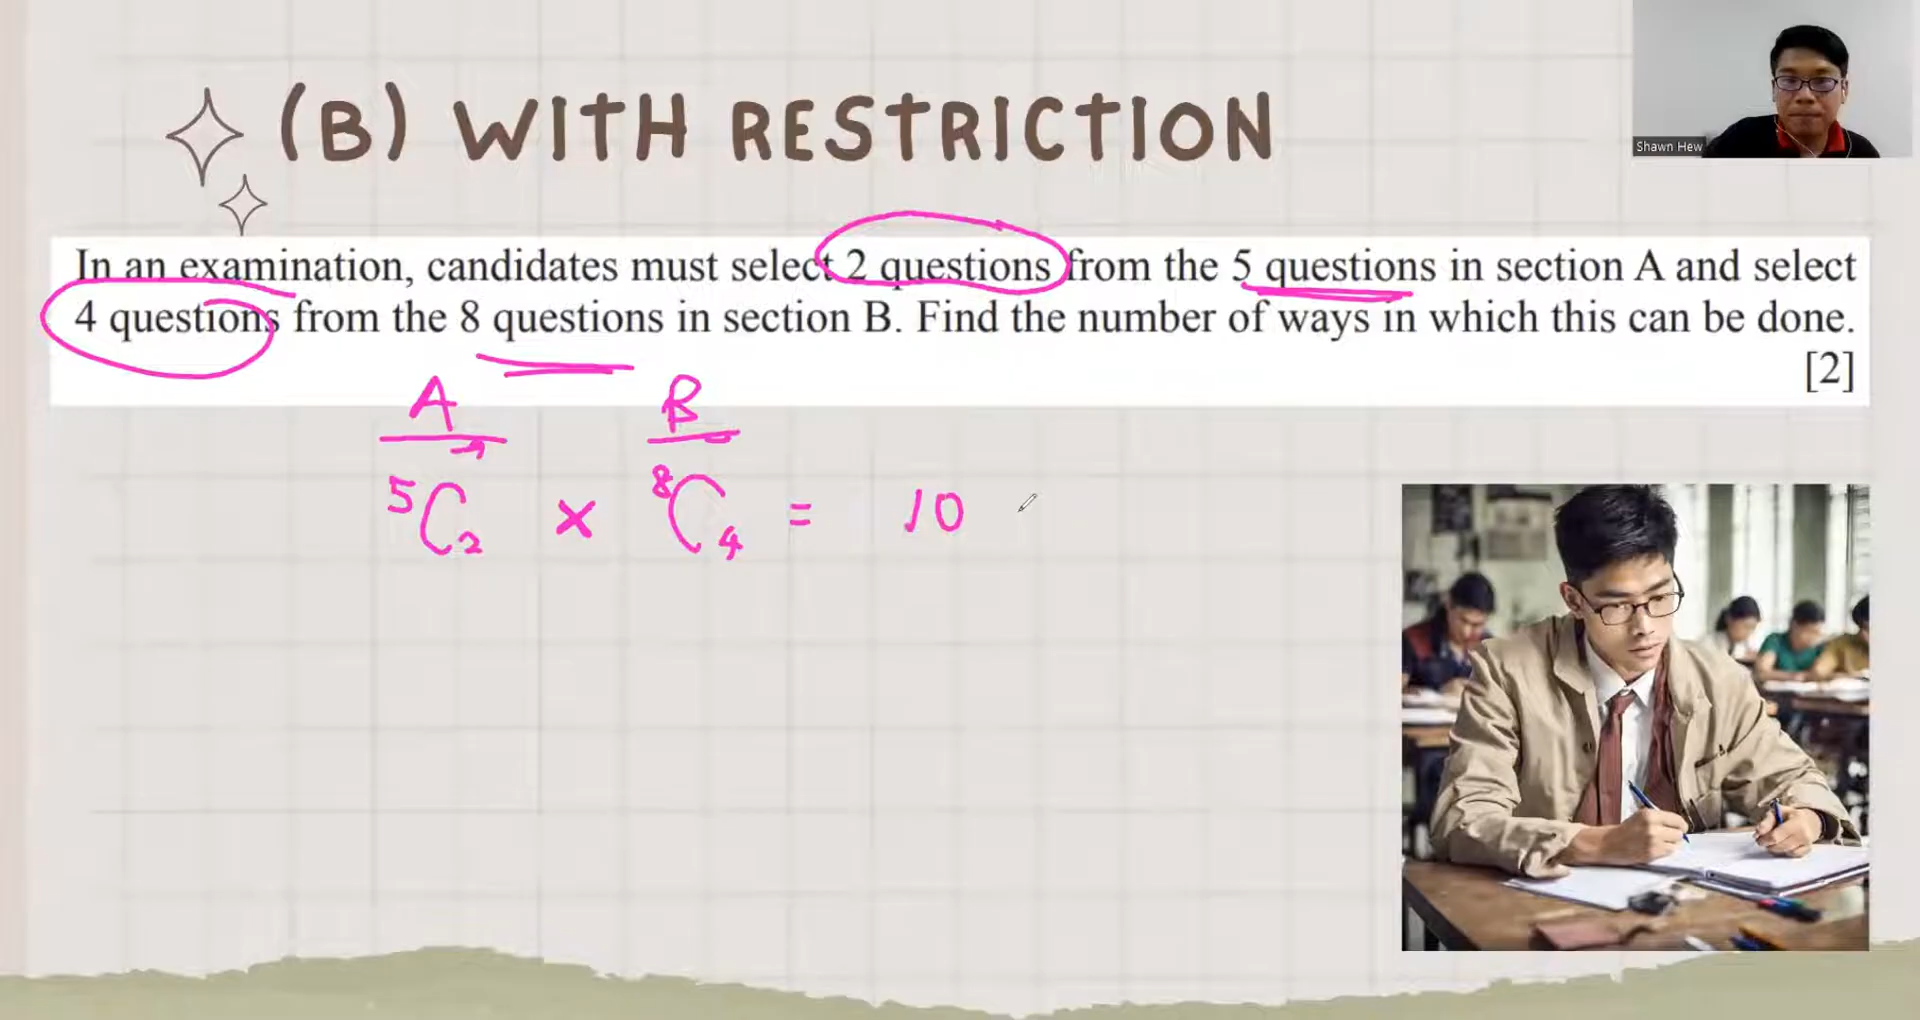 (B) WITH RESTRICTION
Shawn Hew
In an examination, candidates must select 2 questions from the 5 questions in section A and select
4 questions from the 8 questions in section B. Find the number of ways in which this can be done.
[2]
A B
⁵C₂ × ⁸C₄ = 10